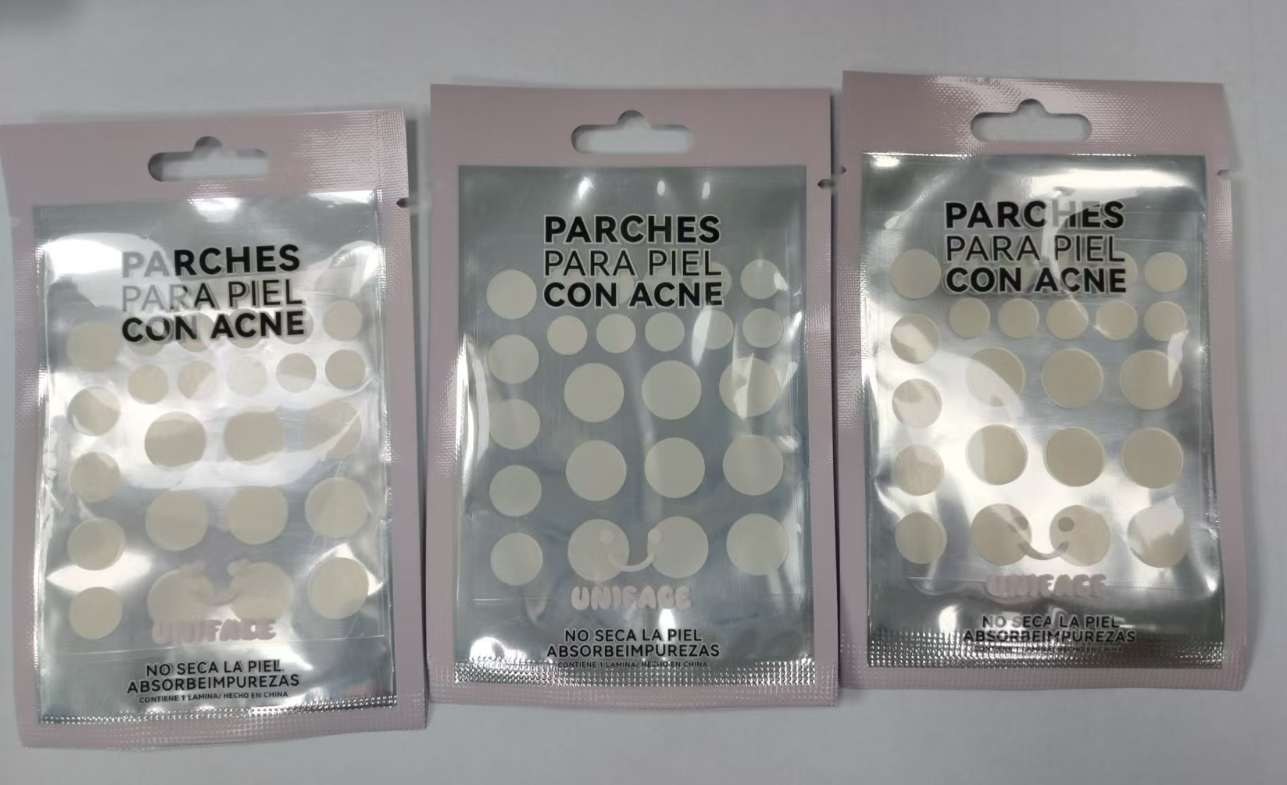 PARCHES
PARA PIEL
CON ACNE
UNIFACE
NO SECA LA PIEL
ABSORBEIMPUREZAS
CONTIENE 1 LAMINA/ HECHO EN CHINA
PARCHES
PARA PIEL
CON ACNE
UNIFACE
NO SECA LA PIEL
ABSORBEIMPUREZAS
CONTIENE 1 LAMINA/ HECHO EN CHINA
PARCHES
PARA PIEL
CON ACNE
UNIFACE
NO SECA LA PIEL
ABSORBEIMPUREZAS